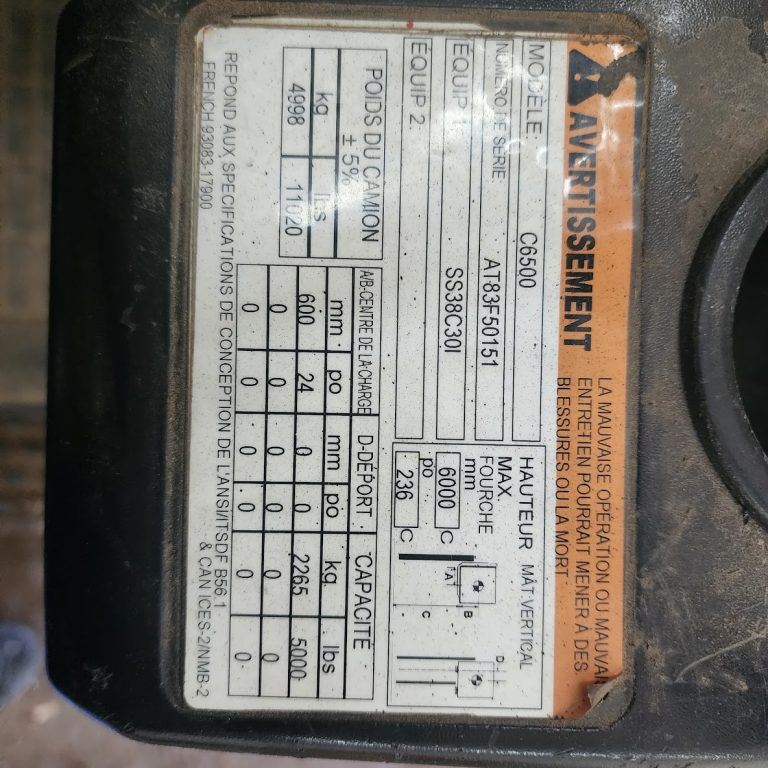 AVERTISSEMENT
LA MAUVAISE OPÉRATION OU MAUVAI
ENTRETIEN POURRAIT MENER À DES
BLESSURES OU LA MORT
MODÈLE: C6500
NUMÉRO DE SÉRIE: AT83F50151
ÉQUIP 1: SS38C30I
ÉQUIP 2:
HAUTEUR MAX. FOURCHE
mm
6000 C
po
236 C
MÂT-VERTICAL
A B C D
POIDS DU CAMION
± 5%
kg lbs
4998 11020
A/B-CENTRE DE LA CHARGE D-DÉPORT CAPACITÉ
mm po mm po kg lbs
600 24 0 0 2265 5000
0 0 0 0 0 0
0 0 0 0 0 0
REPOND AUX SPECIFICATIONS DE CONCEPTION DE L'ANSI/ITSDF B56.1
FRENCH 93083-17900 & CAN ICES-2/NMB-2